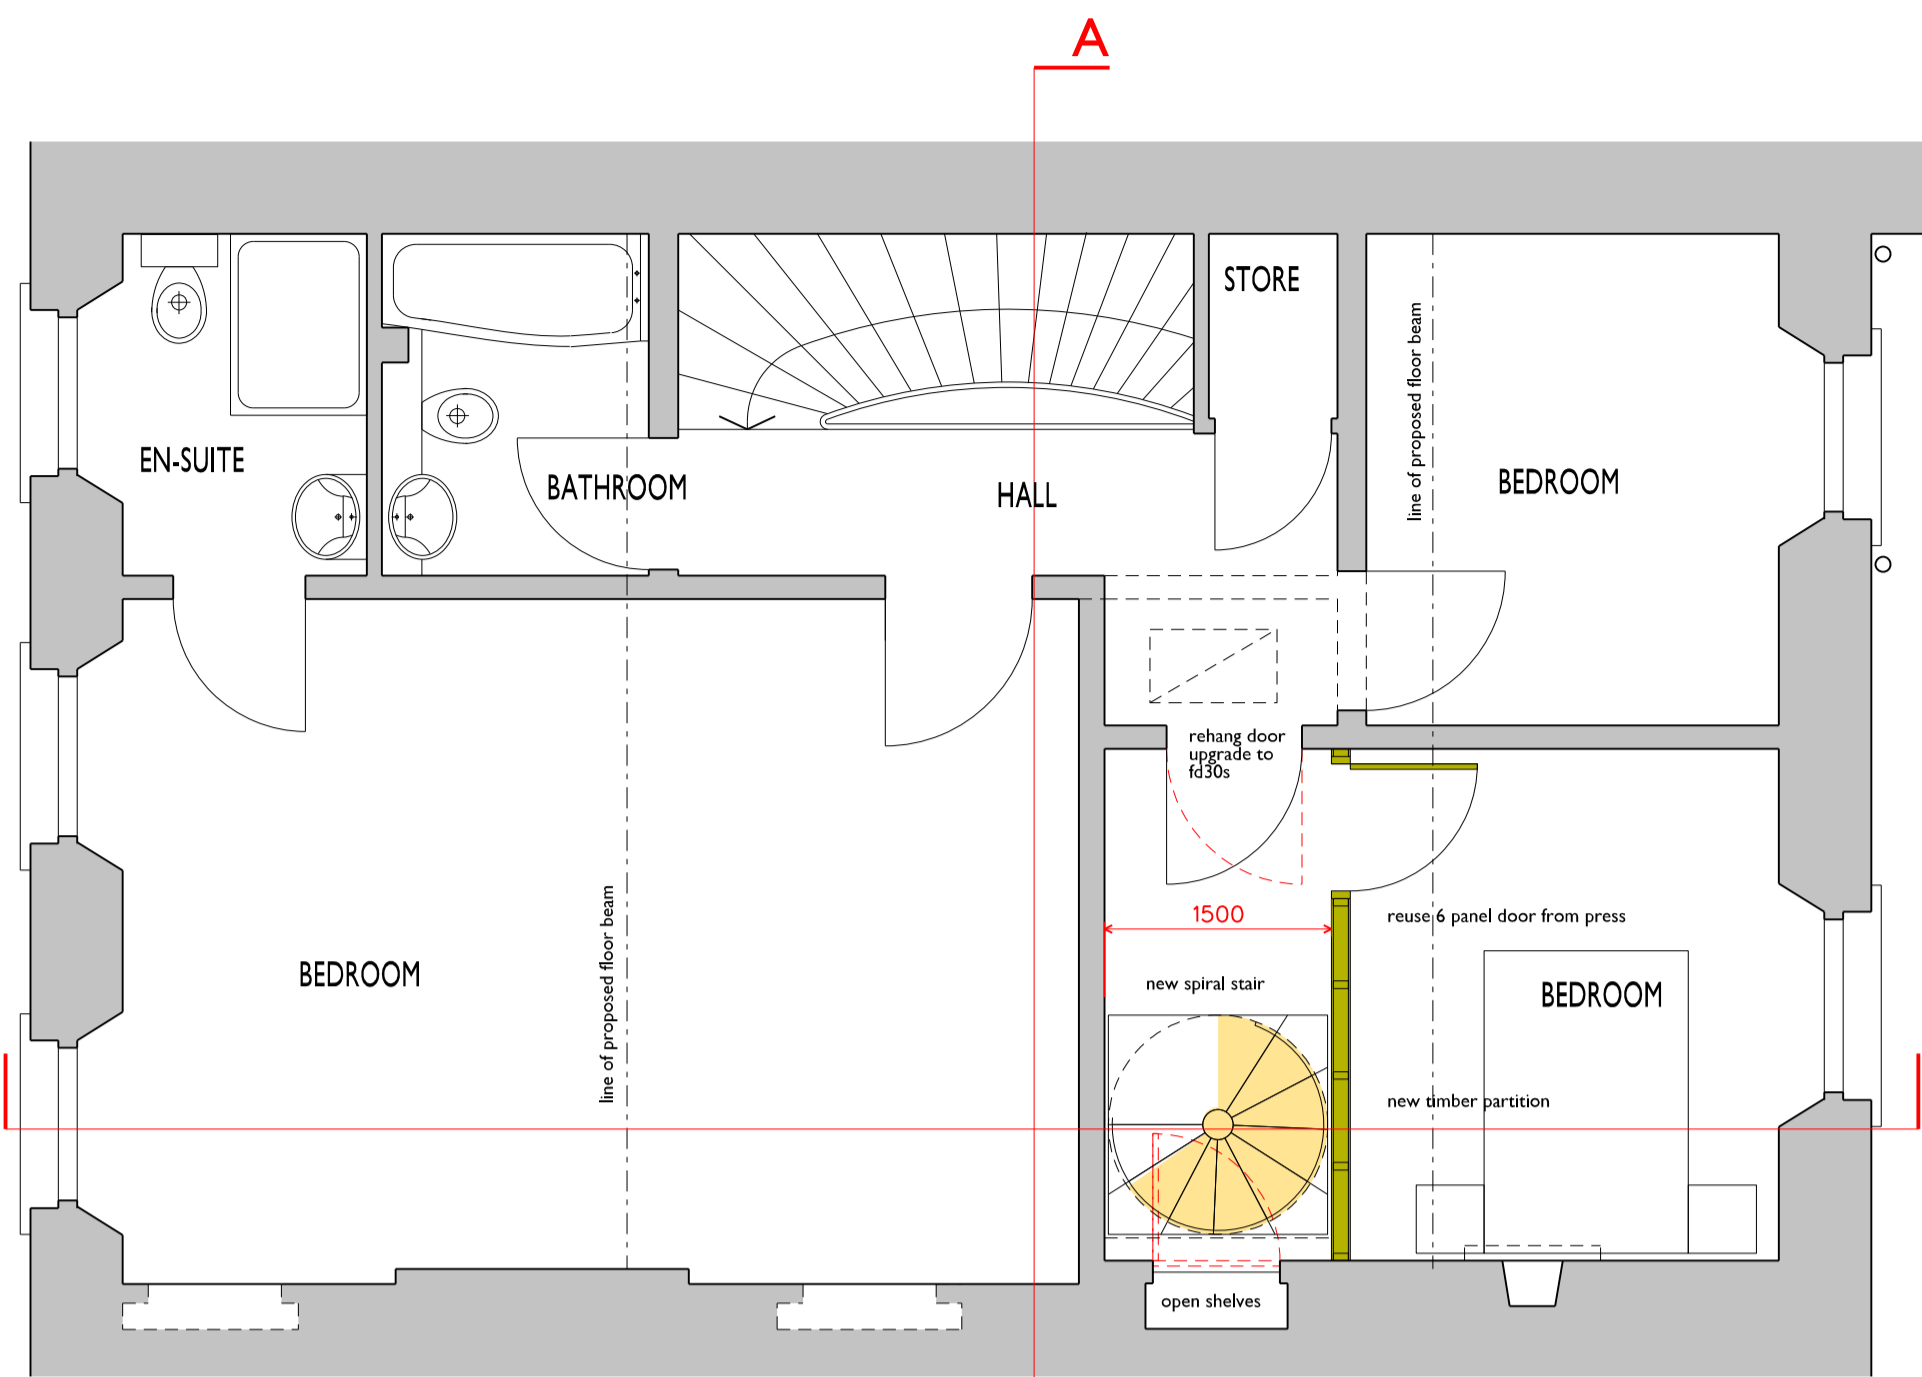 A
STORE
line of proposed floor beam
EN-SUITE
BATHROOM
HALL
BEDROOM
rehang door
upgrade to
fd30s
1500
reuse 6 panel door from press
line of proposed floor beam
BEDROOM
new spiral stair
BEDROOM
new timber partition
open shelves